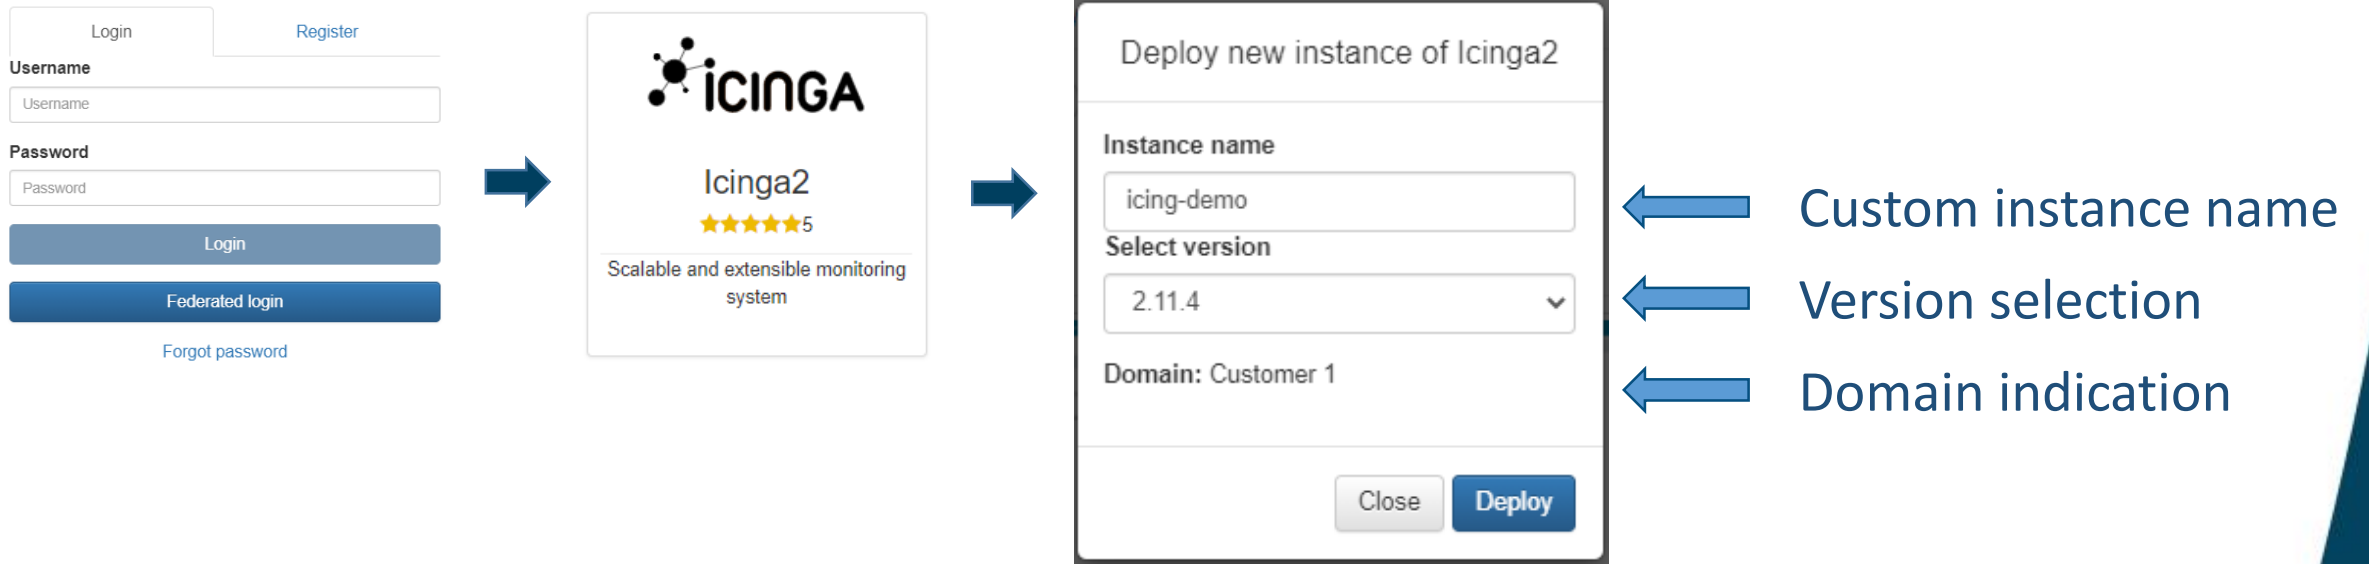 Login
Register
Username
Username
Password
Password
Login
Federated login
Forgot password
iCINGA
Icinga2
5
Scalable and extensible monitoring
system
Deploy new instance of Icinga2
Instance name
icing-demo
Select version
2.11.4
Domain: Customer 1
Close
Deploy
Custom instance name
Version selection
Domain indication